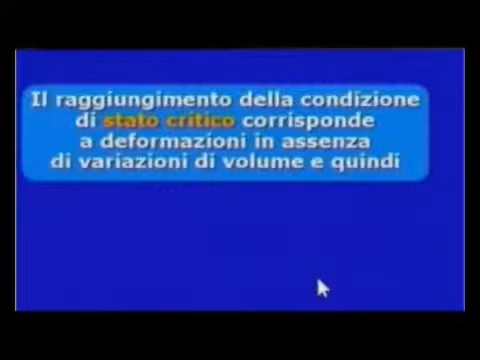 Il raggiungimento della condizione
di stato critico corrisponde
a deformazioni in assenza
di variazioni di volume e quindi